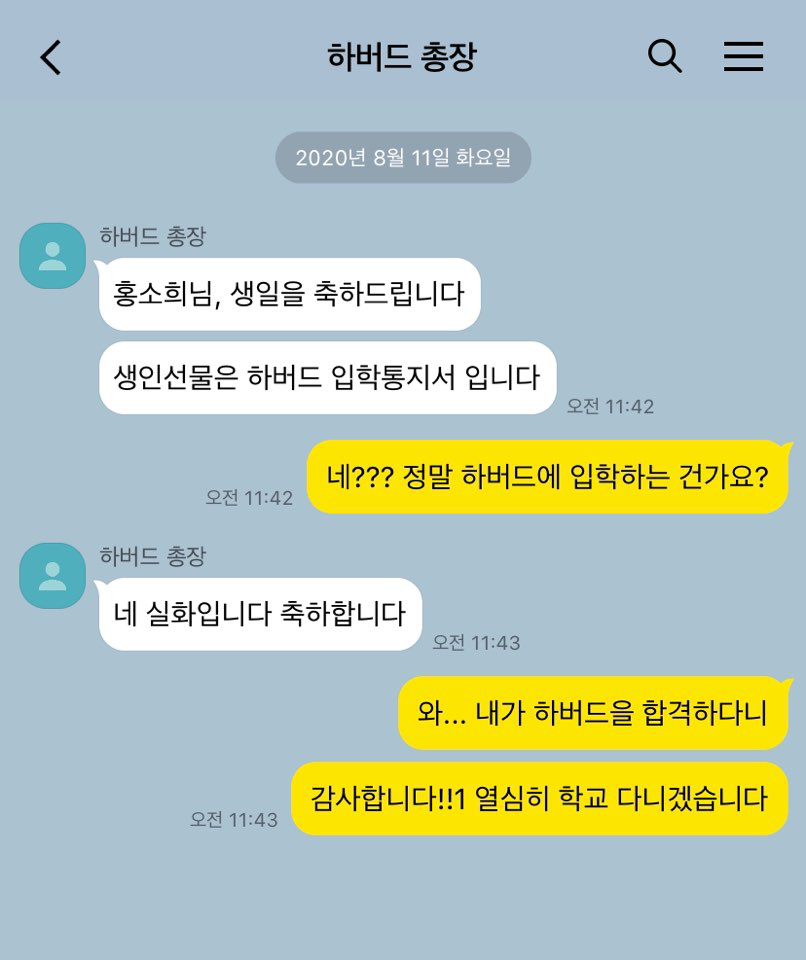 하버드 총장
2020년 8월 11일 화요일
하버드 총장
홍소희님, 생일을 축하드립니다
생인선물은 하버드 입학통지서 입니다
오전 11:42
네??? 정말 하버드에 입학하는 건가요?
오전 11:42
하버드 총장
네 실화입니다 축하합니다
오전 11:43
와... 내가 하버드을 합격하다니
감사합니다!!1 열심히 학교 다니겠습니다
오전 11:43